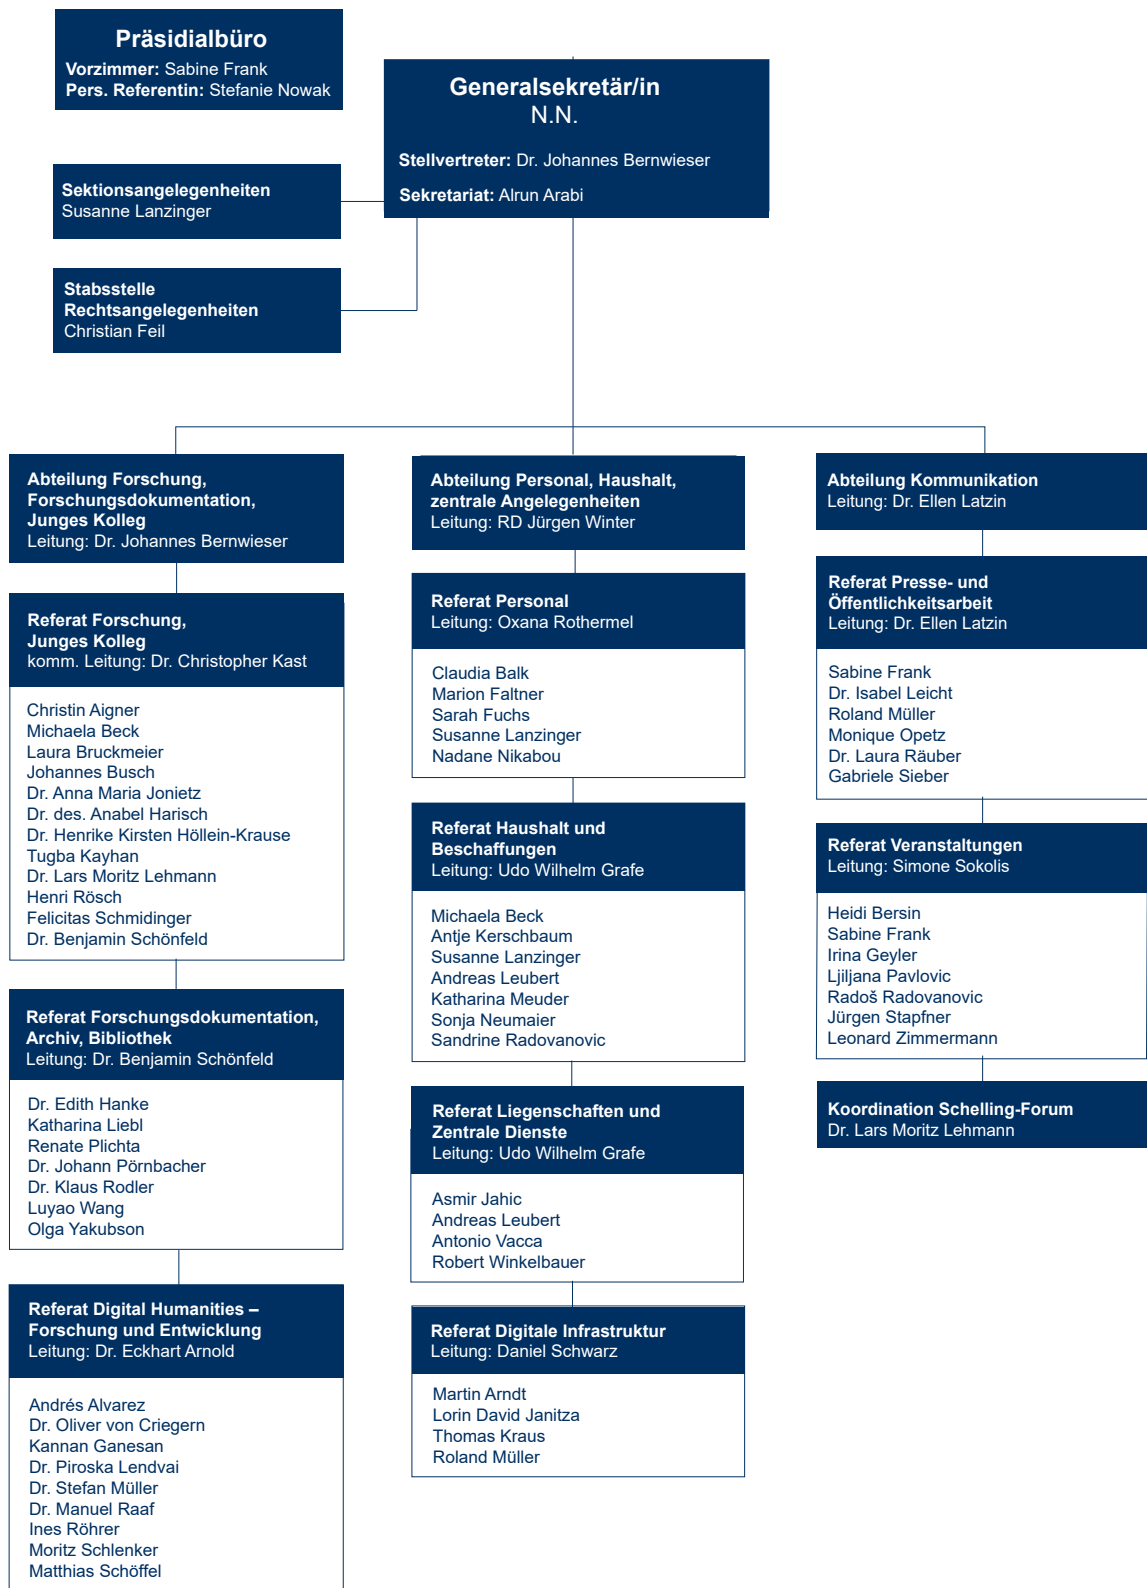 Präsidialbüro
Vorzimmer: Sabine Frank
Pers. Referentin: Stefanie Nowak
Generalsekretär/in
N.N.
Stellvertreter: Dr. Johannes Bernwieser
Sekretariat: Alrun Arabi
Sektionsangelegenheiten
Susanne Lanzinger
Stabsstelle
Rechtsangelegenheiten
Christian Feil
Abteilung Forschung,
Forschungsdokumentation,
Junges Kolleg
Leitung: Dr. Johannes Bernwieser
Referat Forschung,
Junges Kolleg
komm. Leitung: Dr. Christopher Kast
Christin Aigner
Michaela Beck
Laura Bruckmeier
Johannes Busch
Dr. Anna Maria Jonietz
Dr. des. Anabel Harisch
Dr. Henrike Kirsten Höllein-Krause
Tugba Kayhan
Dr. Lars Moritz Lehmann
Henri Rösch
Felicitas Schmidinger
Dr. Benjamin Schönfeld
Referat Forschungsdokumentation,
Archiv, Bibliothek
Leitung: Dr. Benjamin Schönfeld
Dr. Edith Hanke
Katharina Liebl
Renate Plichta
Dr. Johann Pörnbacher
Dr. Klaus Rodler
Luyao Wang
Olga Yakubson
Referat Digital Humanities –
Forschung und Entwicklung
Leitung: Dr. Eckhart Arnold
Andrés Alvarez
Dr. Oliver von Criegern
Kannan Ganesan
Dr. Piroska Lendvai
Dr. Stefan Müller
Dr. Manuel Raaf
Ines Röhrer
Moritz Schlenker
Matthias Schöffel
Abteilung Personal, Haushalt,
zentrale Angelegenheiten
Leitung: RD Jürgen Winter
Referat Personal
Leitung: Oxana Rothermel
Claudia Balk
Marion Faltner
Sarah Fuchs
Susanne Lanzinger
Nadane Nikabou
Referat Haushalt und
Beschaffungen
Leitung: Udo Wilhelm Grafe
Michaela Beck
Antje Kerschbaum
Susanne Lanzinger
Andreas Leubert
Katharina Meuder
Sonja Neumaier
Sandrine Radovanovic
Referat Liegenschaften und
Zentrale Dienste
Leitung: Udo Wilhelm Grafe
Asmir Jahic
Andreas Leubert
Antonio Vacca
Robert Winkelbauer
Referat Digitale Infrastruktur
Leitung: Daniel Schwarz
Martin Arndt
Lorin David Janitza
Thomas Kraus
Roland Müller
Abteilung Kommunikation
Leitung: Dr. Ellen Latzin
Referat Presse- und
Öffentlichkeitsarbeit
Leitung: Dr. Ellen Latzin
Sabine Frank
Dr. Isabel Leicht
Roland Müller
Monique Opetz
Dr. Laura Räuber
Gabriele Sieber
Referat Veranstaltungen
Leitung: Simone Sokolis
Heidi Bersin
Sabine Frank
Irina Geyler
Ljiljana Pavlovic
Radoš Radovanovic
Jürgen Stapfner
Leonard Zimmermann
Koordination Schelling-Forum
Dr. Lars Moritz Lehmann